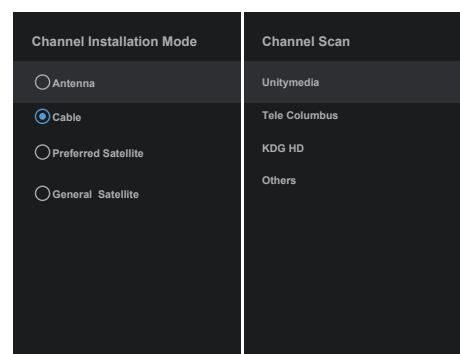 Channel Installation Mode
Antenna
Cable
Preferred Satellite
General Satellite
Channel Scan
Unitymedia
Tele Columbus
KDG HD
Others